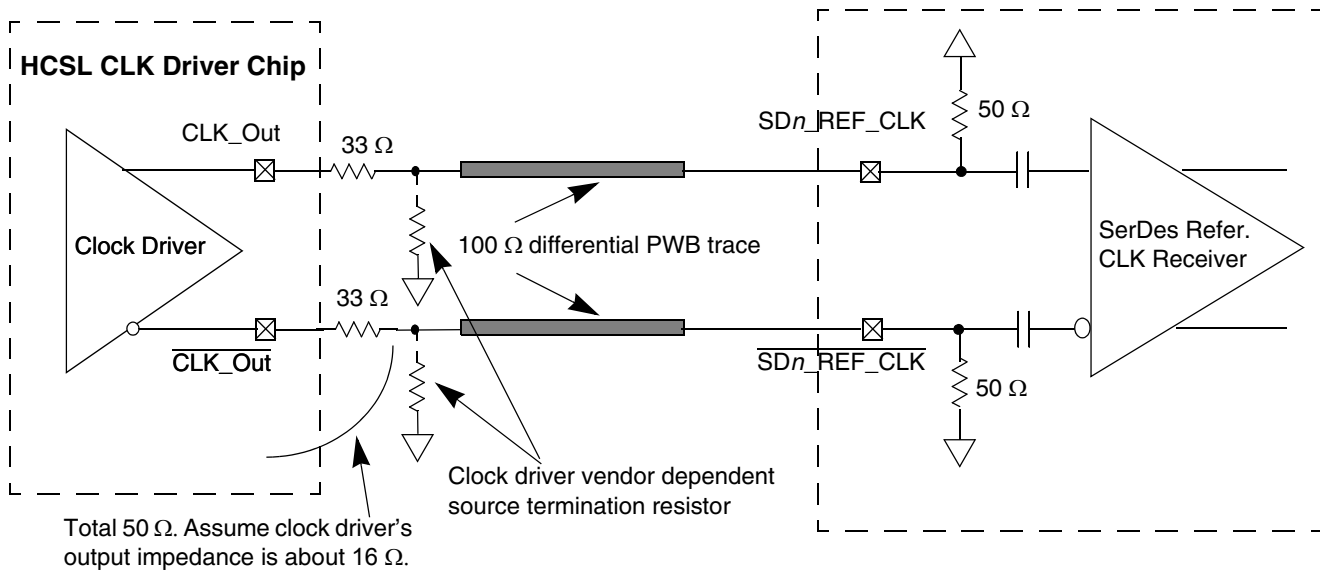 HCSL CLK Driver Chip
CLK_Out
33 Ω
SDn_REF_CLK
50 Ω
Clock Driver
100 Ω differential PWB trace
SerDes Refer.
CLK Receiver
33 Ω
CLK_Out
SDn_REF_CLK
50 Ω
Clock driver vendor dependent
source termination resistor
Total 50 Ω. Assume clock driver's
output impedance is about 16 Ω.